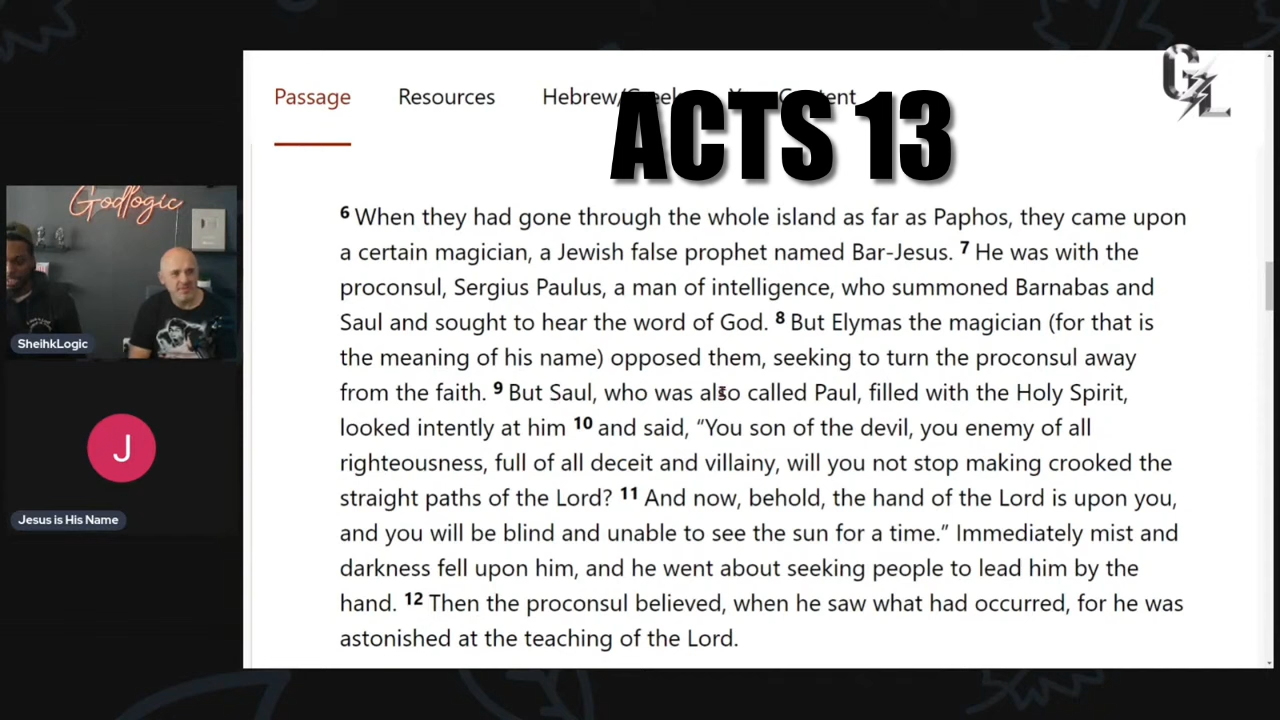 Passage
Resources
ACTS 13
GL
6 When they had gone through the whole island as far as Paphos, they came upon
a certain magician, a Jewish false prophet named Bar-Jesus. 7 He was with the
proconsul, Sergius Paulus, a man of intelligence, who summoned Barnabas and
Saul and sought to hear the word of God. 8 But Elymas the magician (for that is
the meaning of his name) opposed them, seeking to turn the proconsul away
from the faith. 9 But Saul, who was also called Paul, filled with the Holy Spirit,
looked intently at him 10 and said, “You son of the devil, you enemy of all
righteousness, full of all deceit and villainy, will you not stop making crooked the
straight paths of the Lord? 11 And now, behold, the hand of the Lord is upon you,
and you will be blind and unable to see the sun for a time.” Immediately mist and
darkness fell upon him, and he went about seeking people to lead him by the
hand. 12 Then the proconsul believed, when he saw what had occurred, for he was
astonished at the teaching of the Lord.
Godlogic
SheihkLogic
J
Jesus is His Name